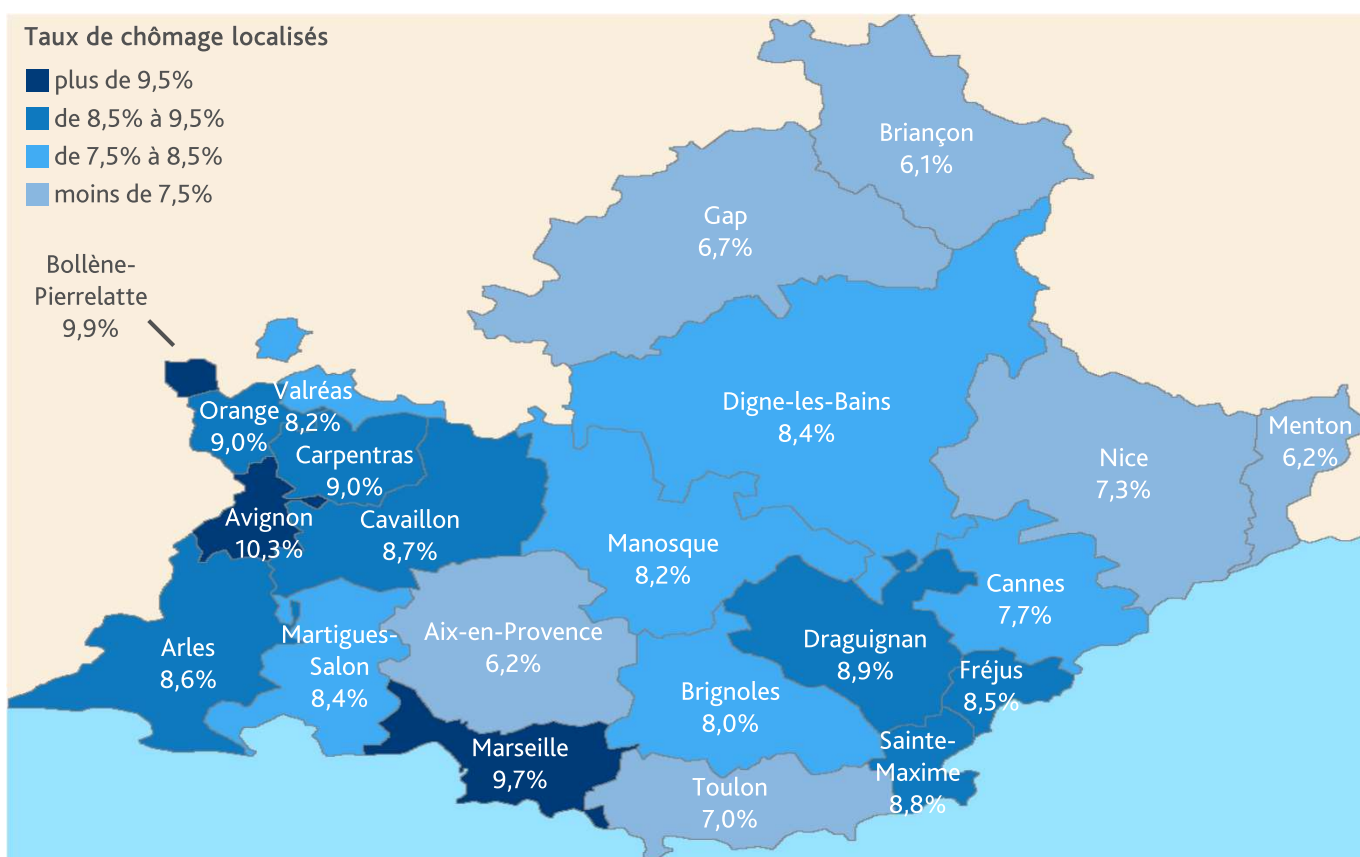 Taux de chômage localisés
plus de 9,5%
de 8,5% à 9,5%
de 7,5% à 8,5%
moins de 7,5%
Briançon
6,1%
Gap
6,7%
Bollène-
Pierrelatte
9,9%
Valréas
8,2%
Orange
9,0%
Carpentras
9,0%
Digne-les-Bains
8,4%
Menton
6,2%
Nice
7,3%
Avignon
10,3%
Cavaillon
8,7%
Manosque
8,2%
Cannes
7,7%
Arles
8,6%
Martigues-
Salon
8,4%
Aix-en-Provence
6,2%
Draguignan
8,9%
Fréjus
8,5%
Brignoles
8,0%
Sainte-
Maxime
8,8%
Marseille
9,7%
Toulon
7,0%